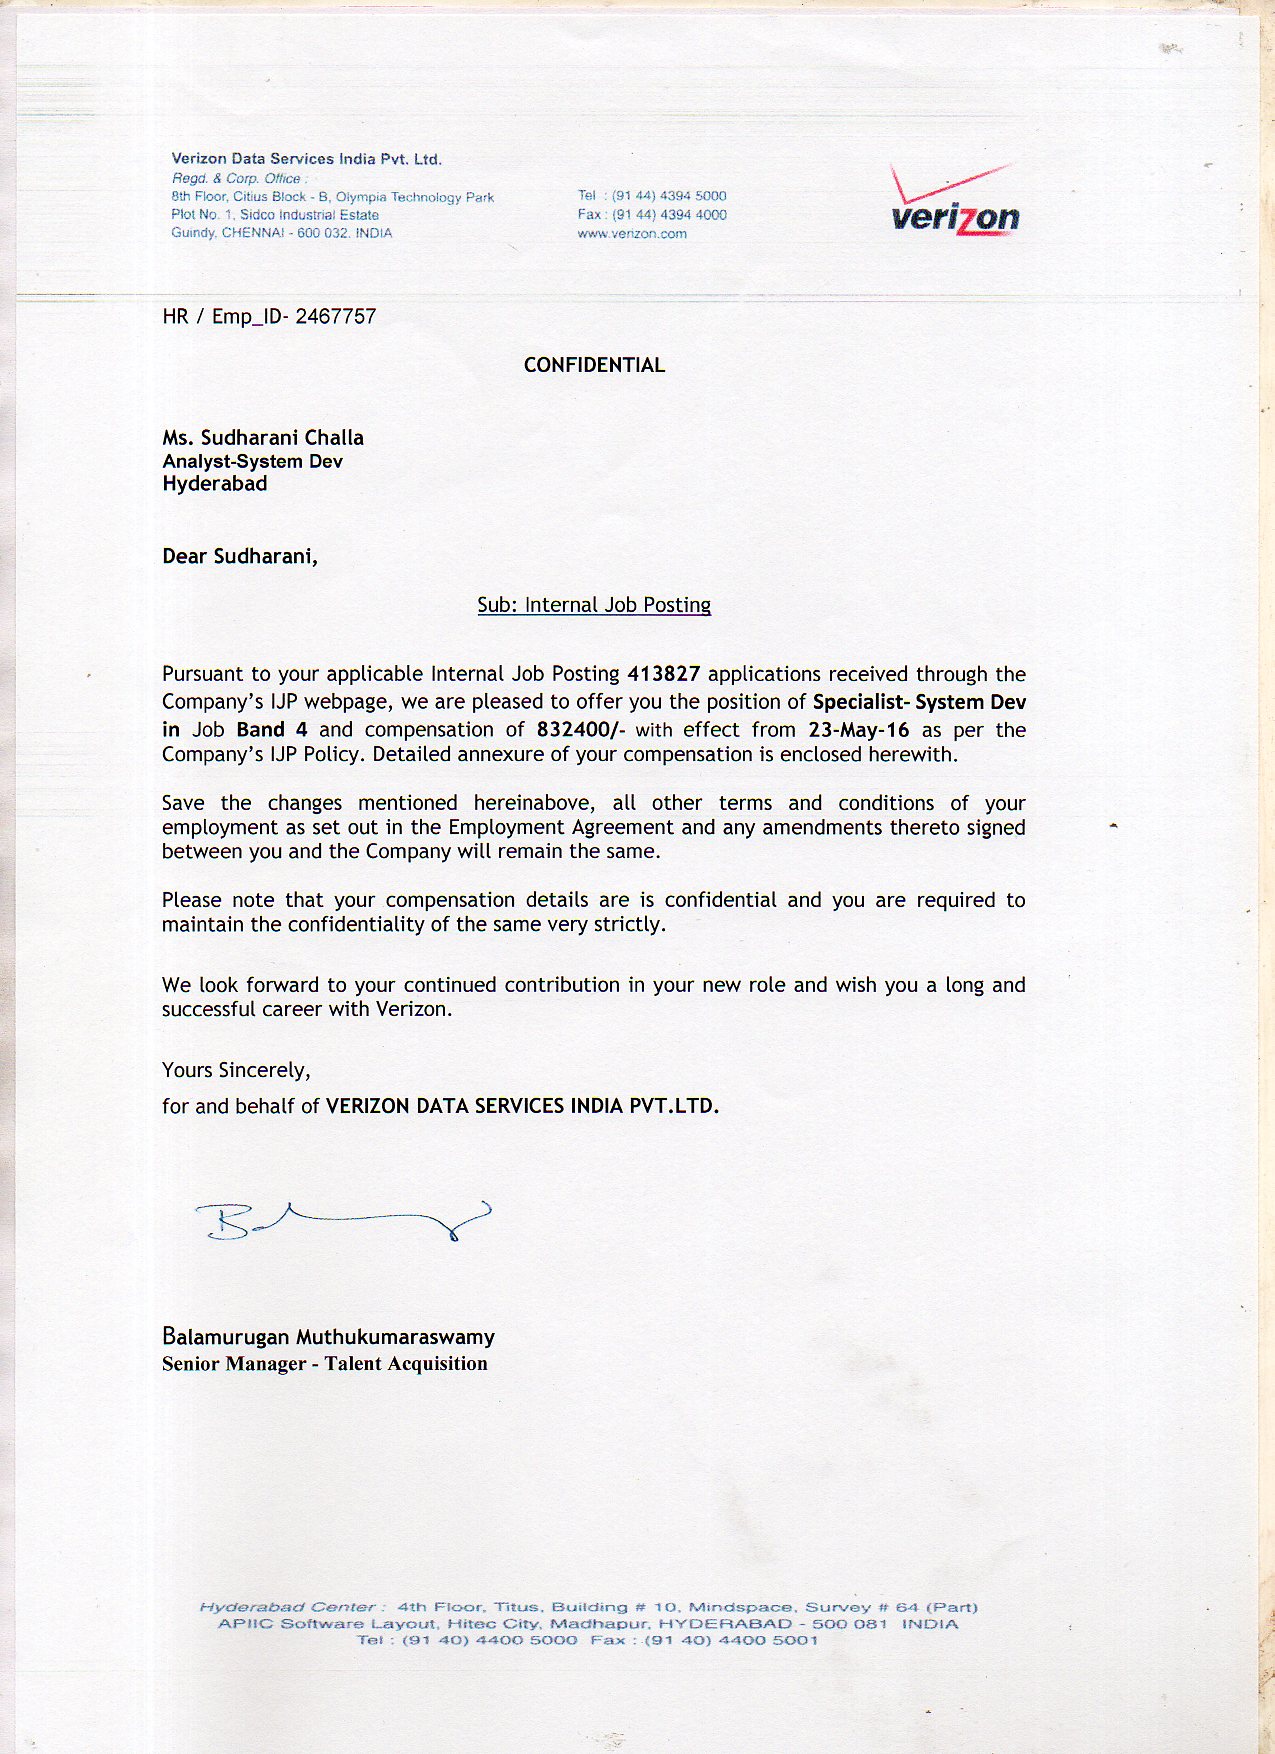 Verizon Data Services India Pvt. Ltd.
Regd. & Corp. Office :
8th Floor, Citius Block - B, Olympia Technology Park
Plot No. 1, Sidco Industrial Estate
Guindy, CHENNAI - 600 032. INDIA
Tel : (91 44) 4394 5000
Fax : (91 44) 4394 4000
www.verizon.com
verizon
HR / Emp_ID- 2467757
CONFIDENTIAL
Ms. Sudharani Challa
Analyst-System Dev
Hyderabad
Dear Sudharani,
Sub: Internal Job Posting
Pursuant to your applicable Internal Job Posting 413827 applications received through the
Company's IJP webpage, we are pleased to offer you the position of Specialist- System Dev
in Job Band 4 and compensation of 832400/- with effect from 23-May-16 as per the
Company's IJP Policy. Detailed annexure of your compensation is enclosed herewith.
Save the changes mentioned hereinabove, all other terms and conditions of your
employment as set out in the Employment Agreement and any amendments thereto signed
between you and the Company will remain the same.
Please note that your compensation details are is confidential and you are required to
maintain the confidentiality of the same very strictly.
We look forward to your continued contribution in your new role and wish you a long and
successful career with Verizon.
Yours Sincerely,
for and behalf of VERIZON DATA SERVICES INDIA PVT.LTD.
Balamurugan Muthukumaraswamy
Senior Manager - Talent Acquisition
Hyderabad Center : 4th Floor, Titus, Building # 10, Mindspace, Survey # 64 (Part)
APIIC Software Layout, Hitec City, Madhapur, HYDERABAD - 500 081 INDIA
Tel : (91 40) 4400 5000 Fax : (91 40) 4400 5001